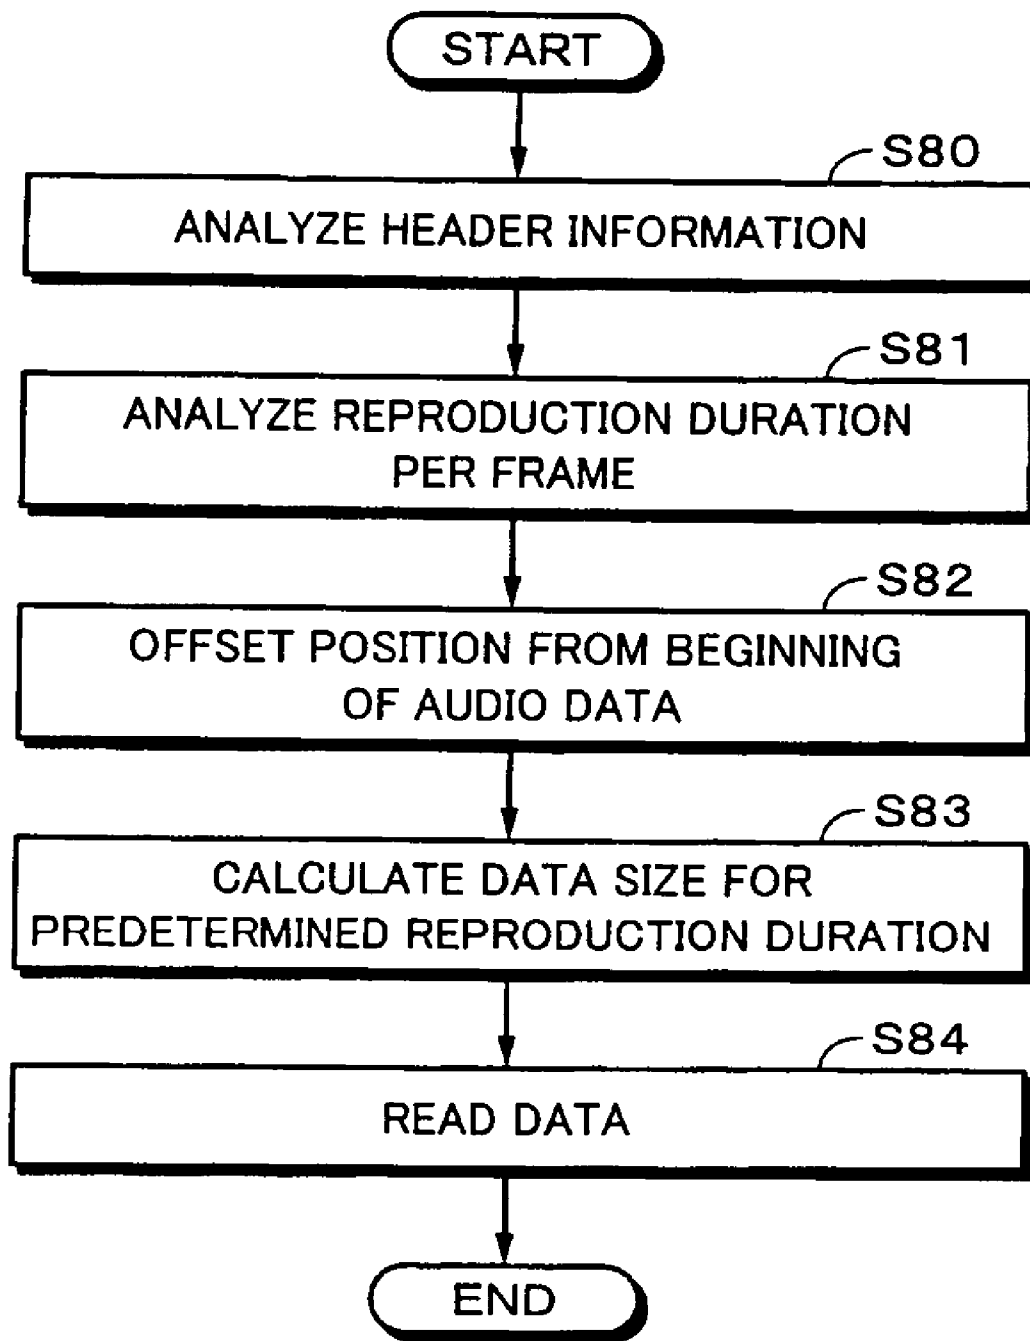 START
S80
ANALYZE HEADER INFORMATION
S81
ANALYZE REPRODUCTION DURATION
PER FRAME
S82
OFFSET POSITION FROM BEGINNING
OF AUDIO DATA
S83
CALCULATE DATA SIZE FOR
PREDETERMINED REPRODUCTION DURATION
S84
READ DATA
END